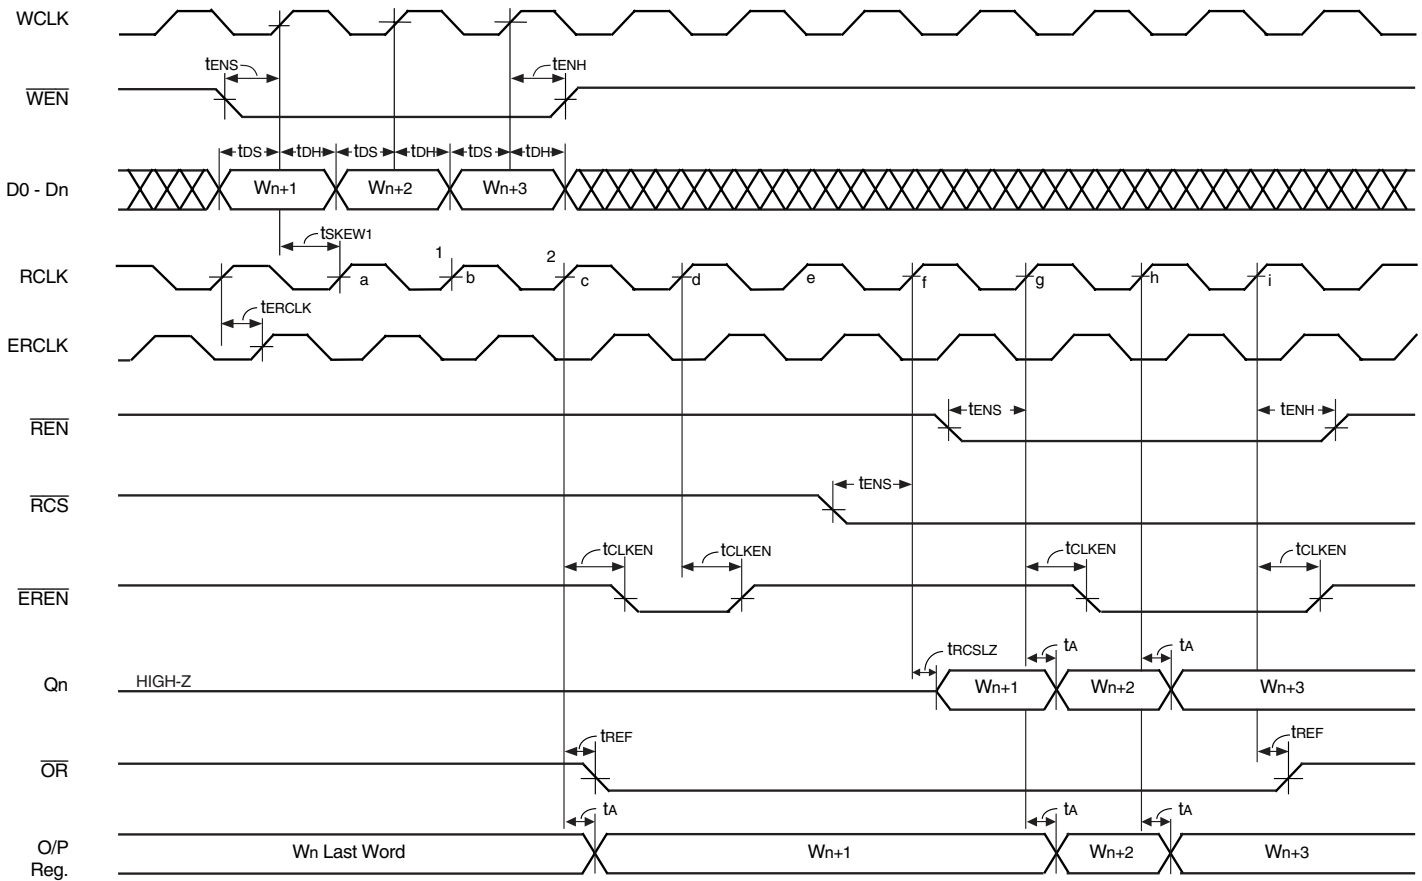 WCLK
tENS
tENH
WEN
tDS tDH tDS tDH tDS tDH
D0 - Dn
Wn+1 Wn+2 Wn+3
tSKEW1
1 2
RCLK
a b c d e f g h i
tERCLK
ERCLK
tENS
tENH
REN
tENS
RCS
tCLKEN tCLKEN tCLKEN tCLKEN
EREN
tRCSLZ tA tA
Qn
HIGH-Z
Wn+1 Wn+2 Wn+3
tREF
tREF
OR
tA tA tA
O/P
Reg.
Wn Last Word
Wn+1
Wn+2
Wn+3